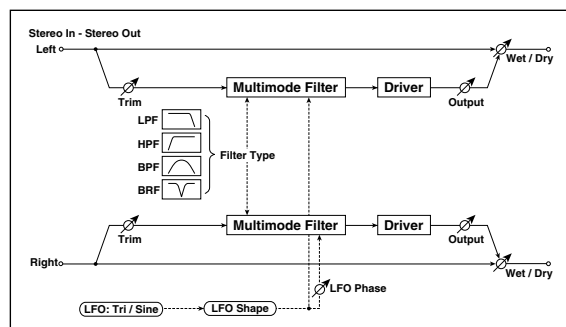 Stereo In - Stereo Out
Left
Wet / Dry
Trim
Multimode Filter
Driver
Output
LPF
HPF
BPF
BRF
Filter Type
Trim
Multimode Filter
Driver
Output
Right
Wet / Dry
LFO Phase
LFO: Tri / Sine
LFO Shape